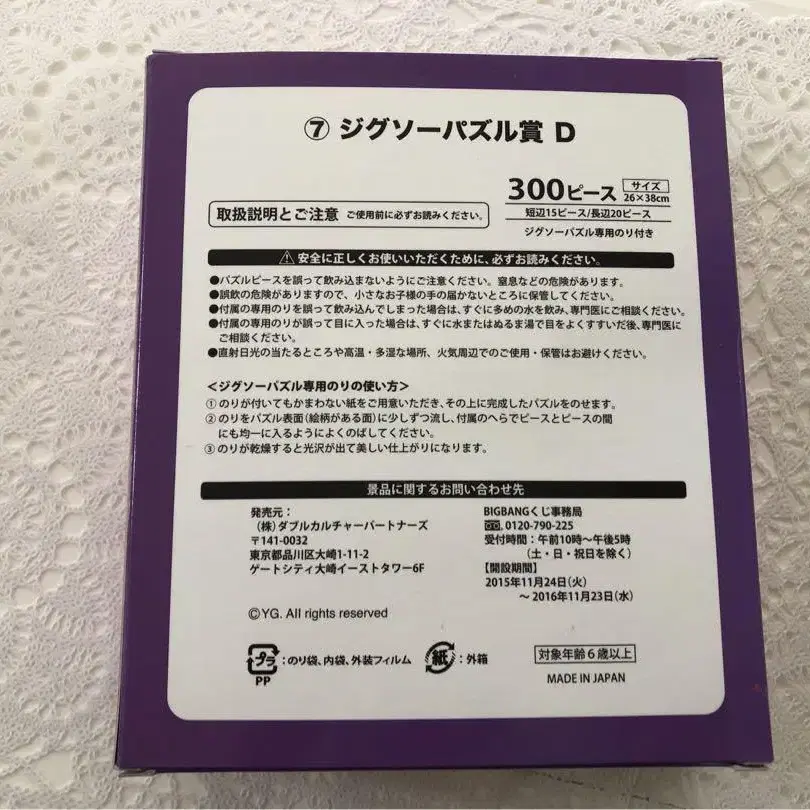 ⑦ ジグソーパズル賞 D
300ピース
サイズ
26×38cm
短辺15ピース/長辺20ピース
ジグソーパズル専用のり付き
取扱説明とご注意 ご使用前に必ずお読みください。
安全に正しくお使いいただくために、必ずお読みください。
●パズルピースを誤って飲み込まないようにご注意ください。窒息などの危険があります。
●誤飲の危険がありますので、小さなお子様の手の届かないところに保管してください。
●付属の専用のりを誤って飲み込んでしまった場合は、すぐに多めの水を飲み、専門医にご相談ください。
●付属の専用のりが誤って目に入った場合は、すぐに水またはぬるま湯で目をよくすすいだ後、専門医に
ご相談ください。
●直射日光の当たるところや高温・多湿な場所、火気周辺でのご使用・保管はお避けください。
＜ジグソーパズル専用のりの使い方＞
①のりが付いてもかまわない紙をご用意いただき、その上に完成したパズルをのせます。
②のりをパズル表面（絵柄がある面）に少しずつ流し、付属のへらでピースとピースの間
にも均一に入るようによくのばしてください。
③のりが乾燥すると光沢が出て美しい仕上がりになります。
景品に関するお問い合わせ先
発売元：
（株）ダブルカルチャーパートナーズ
〒141-0032
東京都品川区大崎1-11-2
ゲートシティ大崎イーストタワー6F
BIGBANGくじ事務局
0120-790-225
受付時間：午前10時〜午後5時
（土・日・祝日を除く）
【開設期間】
2015年11月24日（火）
〜 2016年11月23日（水）
©YG. All rights reserved
プラ：のり袋、内袋、外装フィルム
PP
紙：外箱
対象年齢6歳以上
MADE IN JAPAN